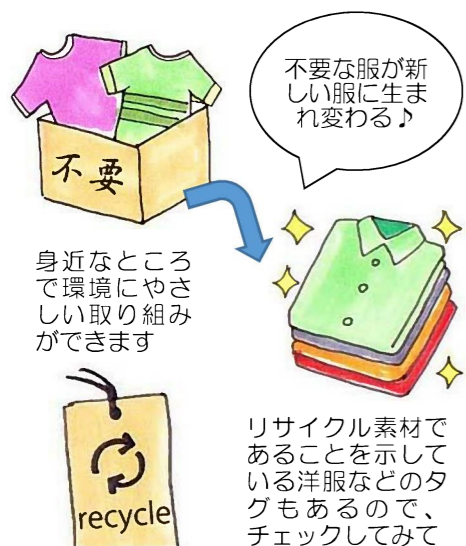 不要な服が新
しい服に生ま
れ変わる♪
不要
身近なところ
で環境にやさ
しい取り組み
ができます
リサイクル素材で
あることを示して
いる洋服などのタ
グもあるので、
チェックしてみて
recycle